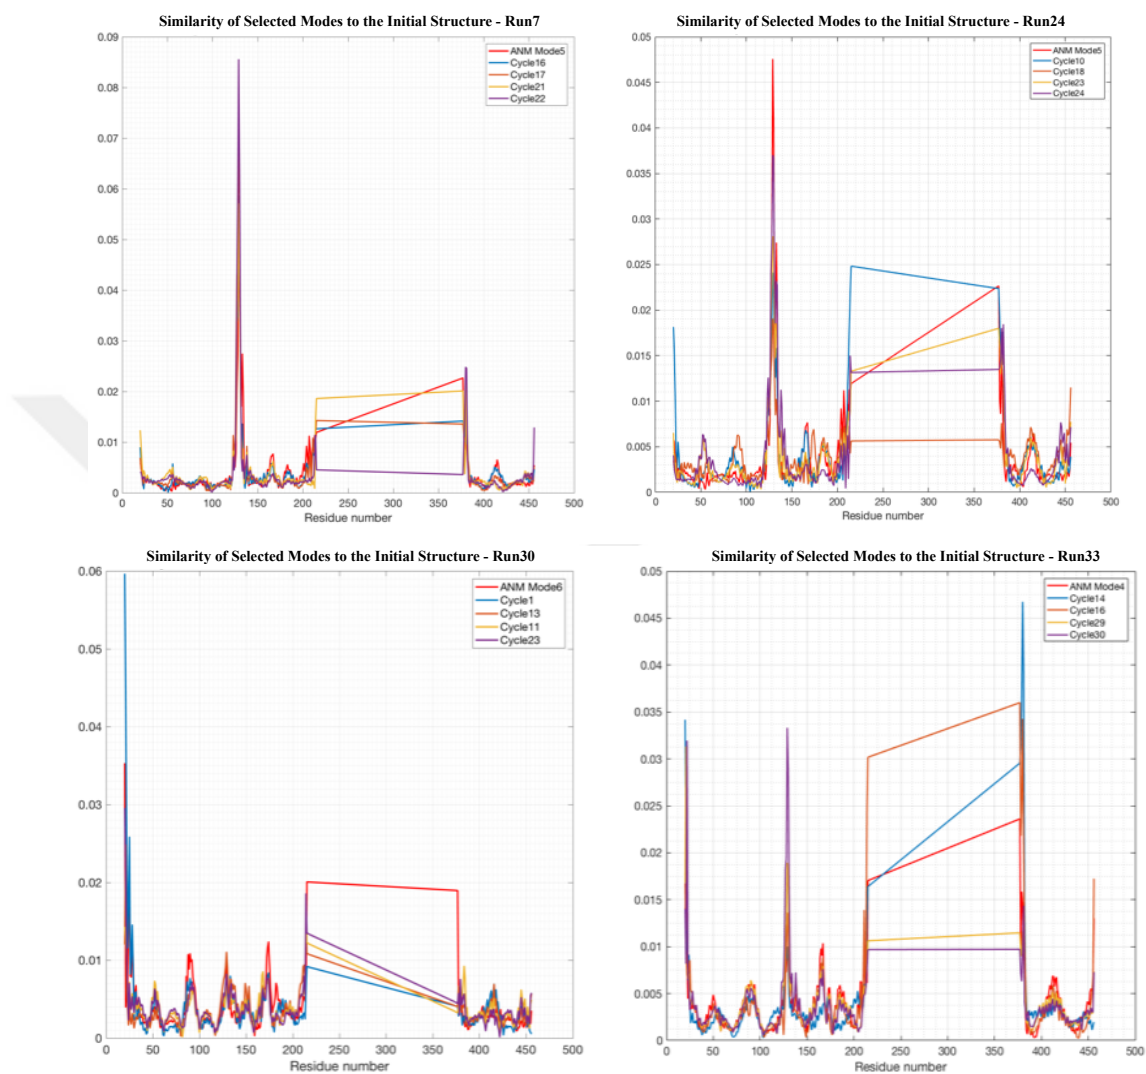 Similarity of Selected Modes to the Initial Structure - Run7
0.09
0.08
0.07
0.06
0.05
0.04
0.03
0.02
0.01
0
0 50 100 150 200 250 300 350 400 450 500
Residue number
ANM Mode5
Cycle16
Cycle17
Cycle21
Cycle22
Similarity of Selected Modes to the Initial Structure - Run24
0.05
0.045
0.04
0.035
0.03
0.025
0.02
0.015
0.01
0.005
0
0 50 100 150 200 250 300 350 400 450 500
Residue number
ANM Mode5
Cycle10
Cycle18
Cycle23
Cycle24
Similarity of Selected Modes to the Initial Structure - Run30
0.06
0.05
0.04
0.03
0.02
0.01
0
0 50 100 150 200 250 300 350 400 450 500
Residue number
ANM Mode6
Cycle1
Cycle13
Cycle11
Cycle23
Similarity of Selected Modes to the Initial Structure - Run33
0.05
0.045
0.04
0.035
0.03
0.025
0.02
0.015
0.01
0.005
0
0 50 100 150 200 250 300 350 400 450 500
Residue number
ANM Mode4
Cycle14
Cycle16
Cycle29
Cycle30